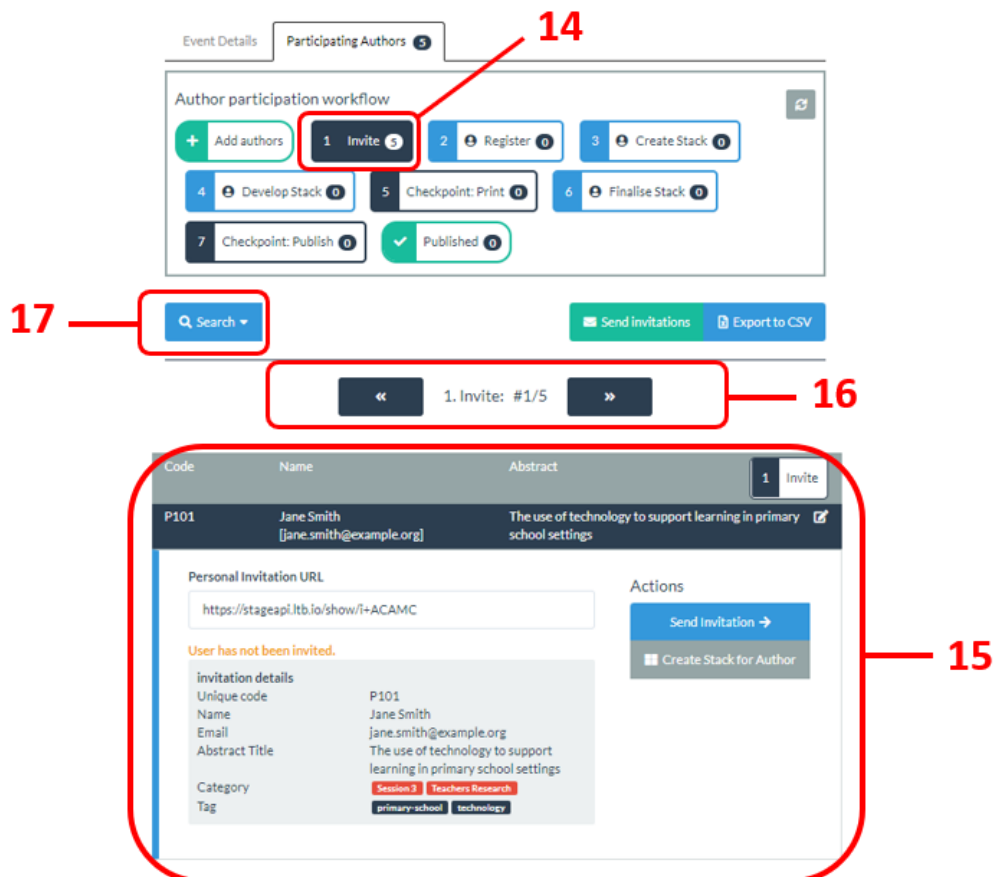 14
Event Details Participating Authors 5
Author participation workflow
+ Add authors 1 Invite 5 2 Register 0 3 Create Stack 0
4 Develop Stack 0 5 Checkpoint: Print 0 6 Finalise Stack 0
7 Checkpoint: Publish 0 Published 0
17
Search Send invitations Export to CSV
« 1. Invite: #1/5 »
16
Code Name Abstract 1 Invite
P101 Jane Smith The use of technology to support learning in primary
[jane.smith@example.org] school settings
Personal Invitation URL
Actions
https://stageapi.ltb.io/show/i+ACAMC
Send Invitation →
User has not been invited.
Create Stack for Author
15
invitation details
Unique code P101
Name Jane Smith
Email jane.smith@example.org
Abstract Title The use of technology to support
learning in primary school settings
Category Session 3 Teachers Research
Tag primary-school technology